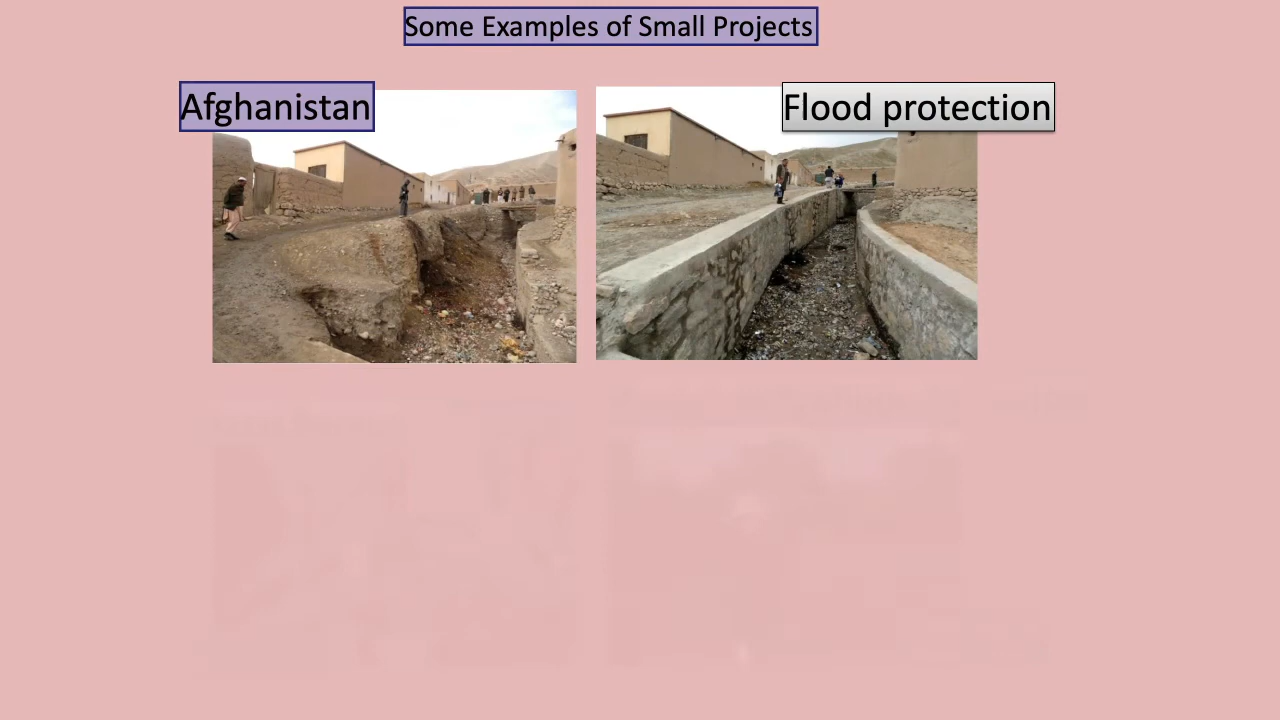 Some Examples of Small Projects
Afghanistan
Flood protection